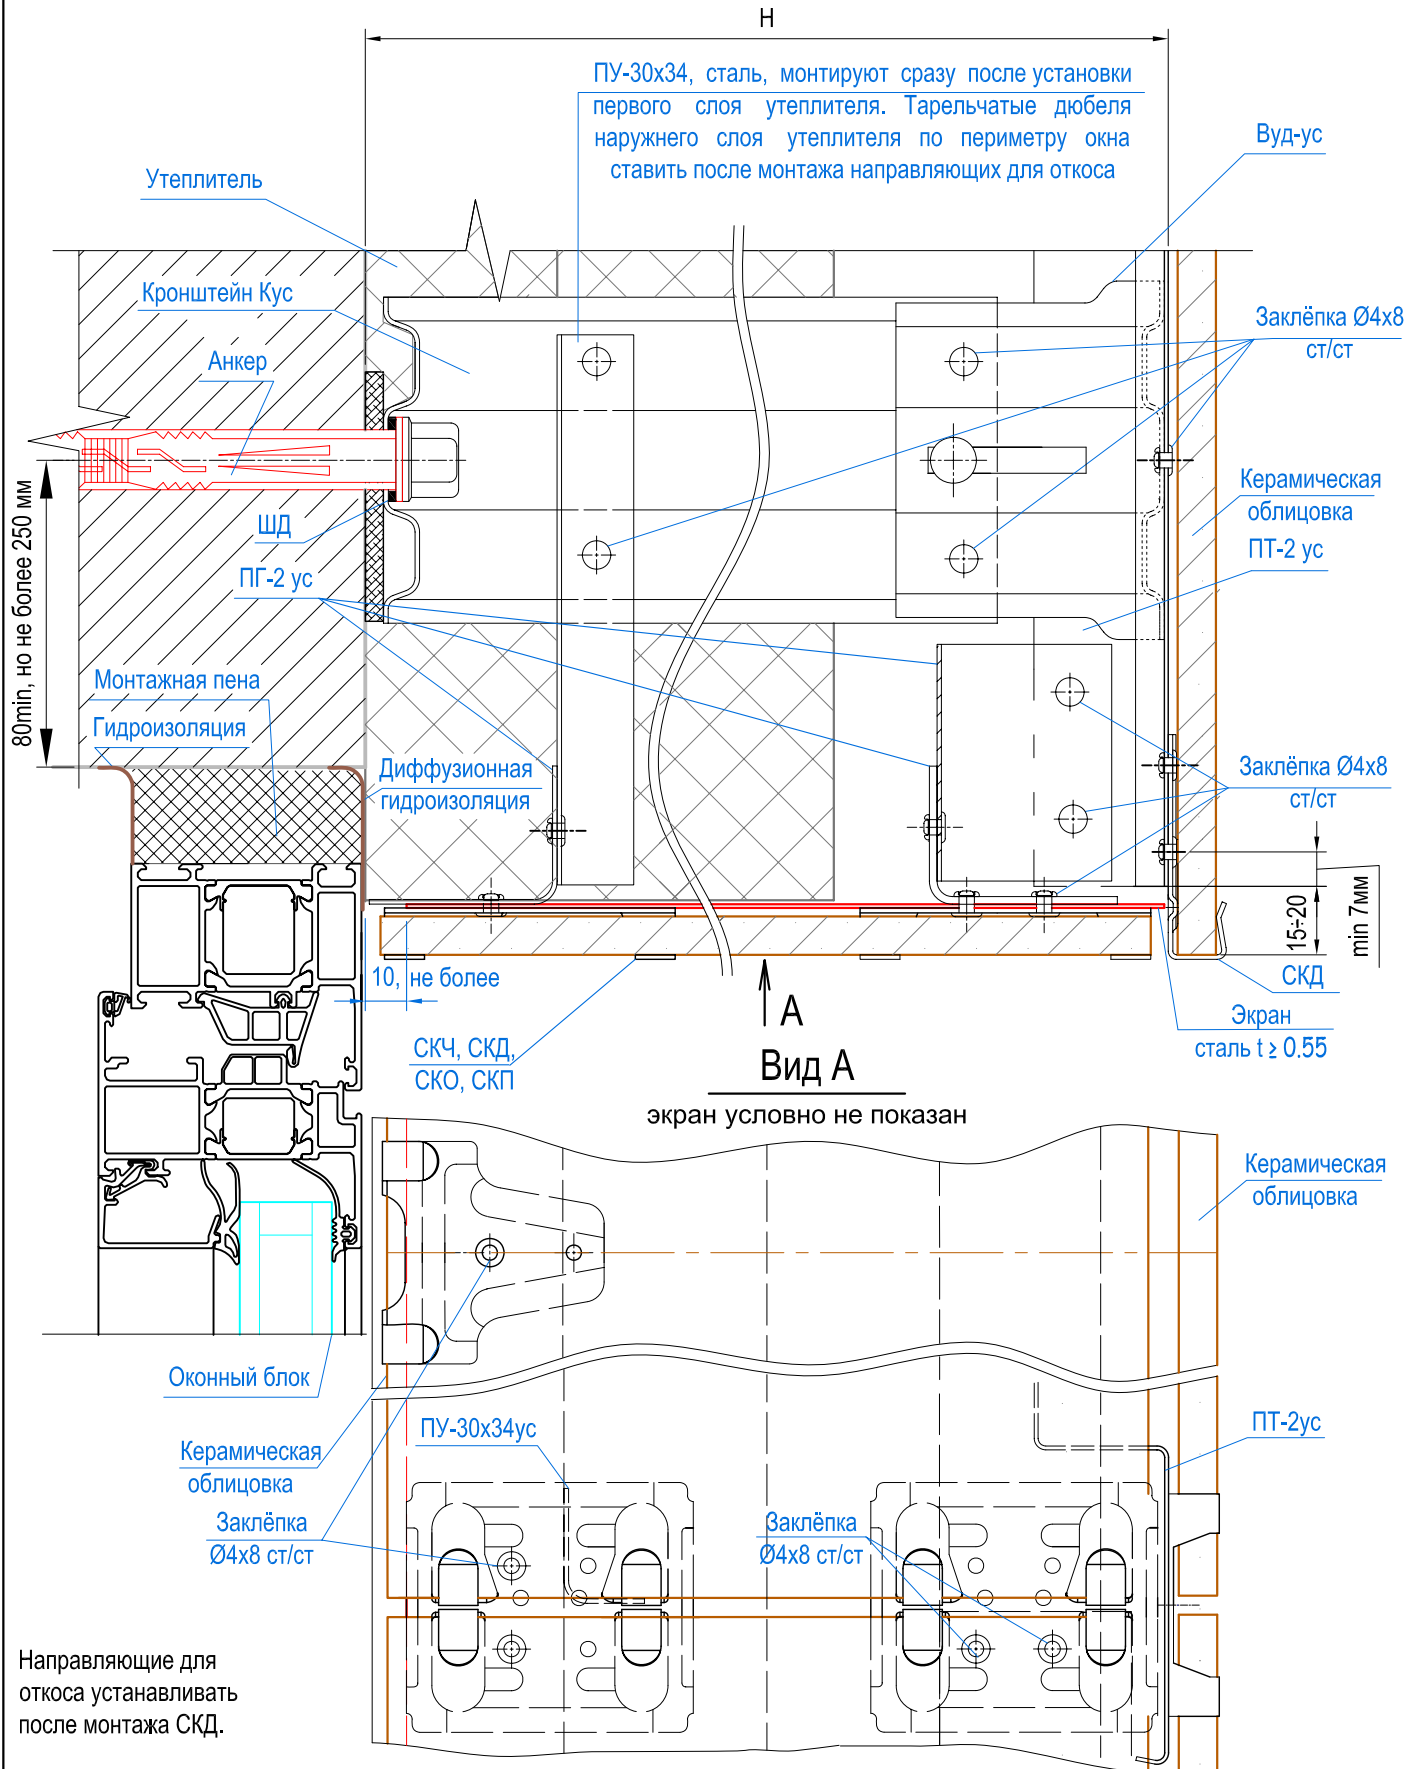 Н
ПУ-30х34, сталь, монтируют сразу после установки
первого слоя утеплителя. Тарельчатые дюбеля
наружнего слоя утеплителя по периметру окна
ставить после монтажа направляющих для откоса
Вуд-ус
Утеплитель
Кронштейн Кус
Заклёпка Ø4х8
ст/ст
Анкер
Керамическая
облицовка
ШД
ПТ-2 ус
ПГ-2 ус
80min, но не более 250 мм
Монтажная пена
Гидроизоляция
Диффузионная
гидроизоляция
Заклёпка Ø4х8
ст/ст
15÷20
min 7мм
10, не более
СКД
А
Экран
сталь t ≥ 0.55
СКЧ, СКД,
СКО, СКП
Вид А
экран условно не показан
Керамическая
облицовка
Оконный блок
ПУ-30х34ус
ПТ-2ус
Керамическая
облицовка
Заклёпка
Ø4х8 ст/ст
Заклёпка
Ø4х8 ст/ст
Направляющие для
откоса устанавливать
после монтажа СКД.